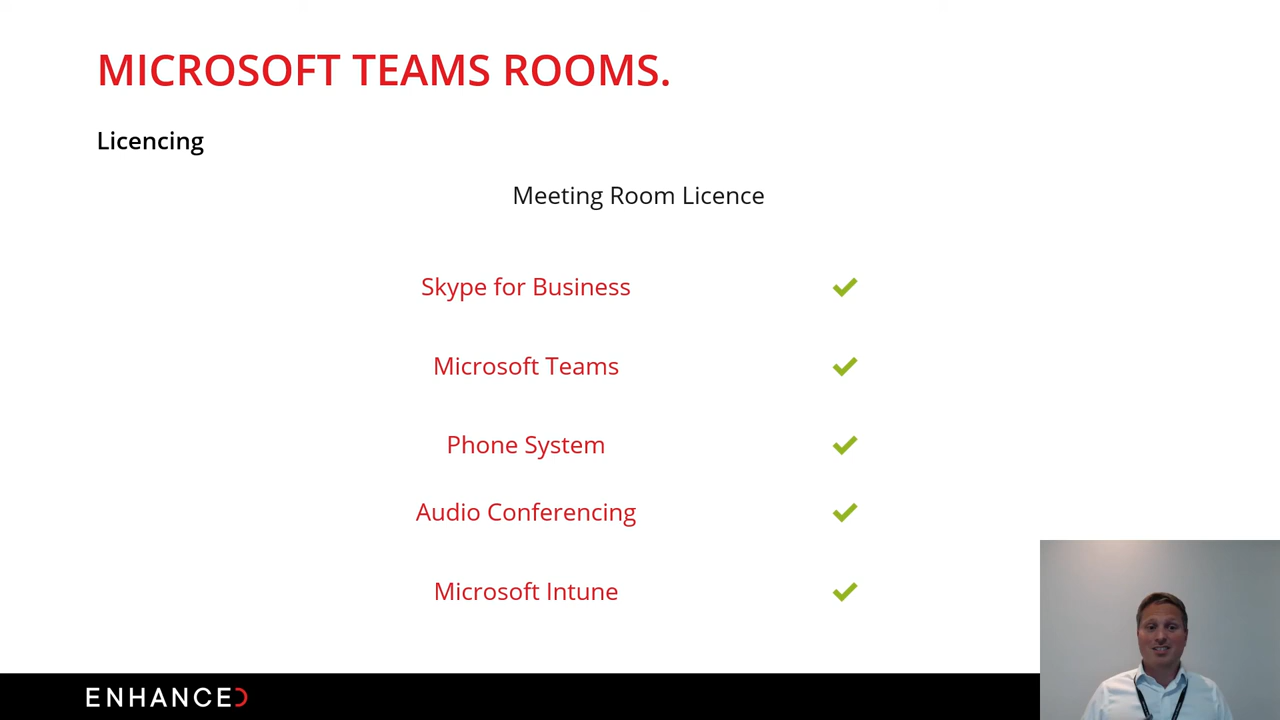 MICROSOFT TEAMS ROOMS.
Licencing
Meeting Room Licence
Skype for Business
Microsoft Teams
Phone System
Audio Conferencing
Microsoft Intune
ENHANCED